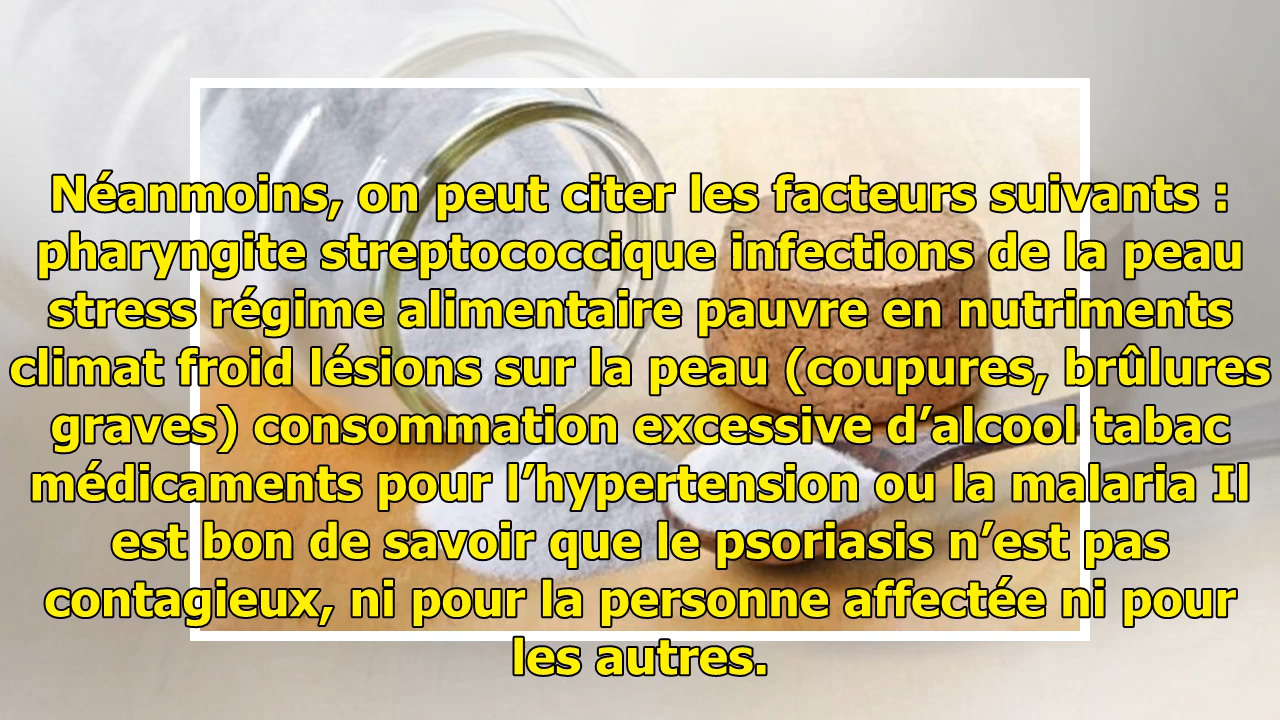 Néanmoins, on peut citer les facteurs suivants :
pharyngite streptococcique infections de la peau
stress régime alimentaire pauvre en nutriments
climat froid lésions sur la peau (coupures, brûlures
graves) consommation excessive d’alcool tabac
médicaments pour l’hypertension ou la malaria Il
est bon de savoir que le psoriasis n’est pas
contagieux, ni pour la personne affectée ni pour
les autres.